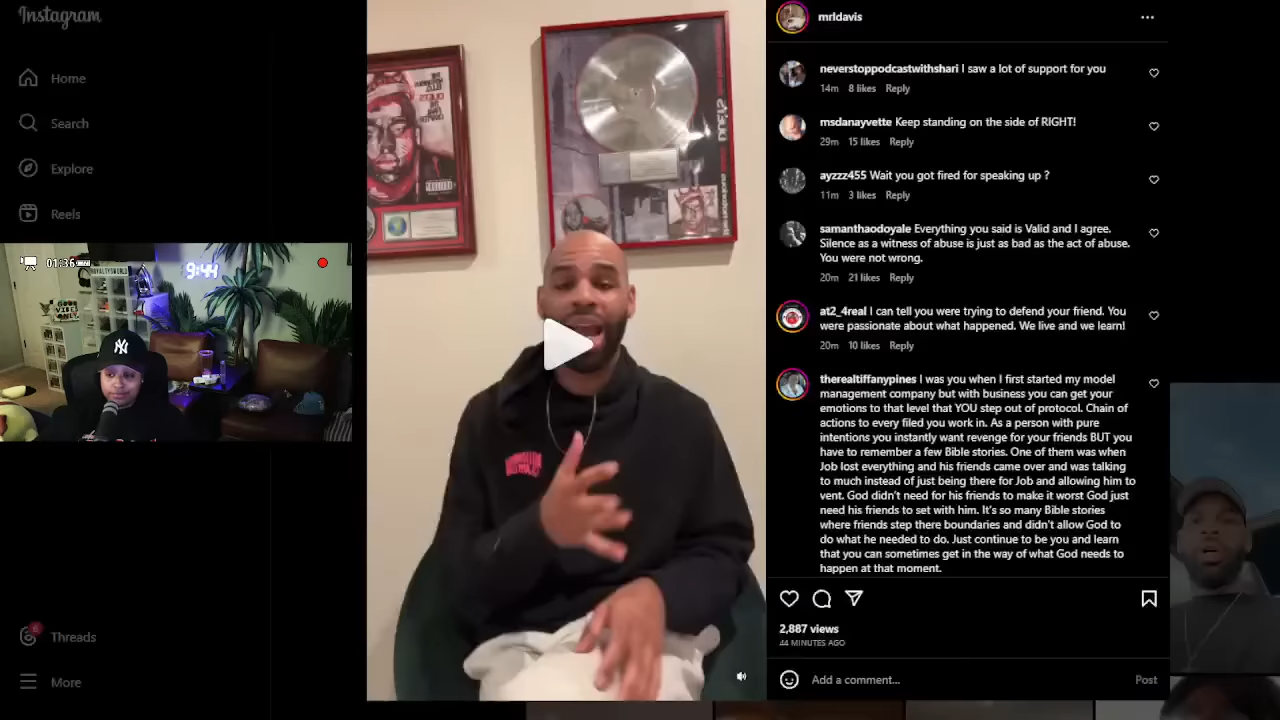 Instagram
Home
Search
Explore
Reels
01:36
9:44
ROYALTYSWORLD
GOOD
VIBES
ONLY.
NY
6
Threads
More
mrldavis
neverstoppodcastwithshari I saw a lot of support for you
14m 8 likes Reply
msdanayvette Keep standing on the side of RIGHT!
29m 15 likes Reply
ayzzz455 Wait you got fired for speaking up ?
11m 3 likes Reply
samanthaodoyale Everything you said is Valid and I agree.
Silence as a witness of abuse is just as bad as the act of abuse.
You were not wrong.
20m 21 likes Reply
at2_4real I can tell you were trying to defend your friend. You
were passionate about what happened. We live and we learn!
20m 10 likes Reply
therealtiffanypines I was you when I first started my model
management company but with business you can get your
emotions to that level that YOU step out of protocol. Chain of
actions to every filed you work in. As a person with pure
intentions you instantly want revenge for your friends BUT you
have to remember a few Bible stories. One of them was when
Job lost everything and his friends came over and was talking
to much instead of just being there for Job and allowing him to
vent. God didn't need for his friends to make it worst God just
need his friends to set with him. It's so many Bible stories
where friends step there boundaries and didn't allow God to
do what he needed to do. Just continue to be you and learn
that you can sometimes get in the way of what God needs to
happen at that moment.
2,887 views
44 MINUTES AGO
Add a comment...
Post